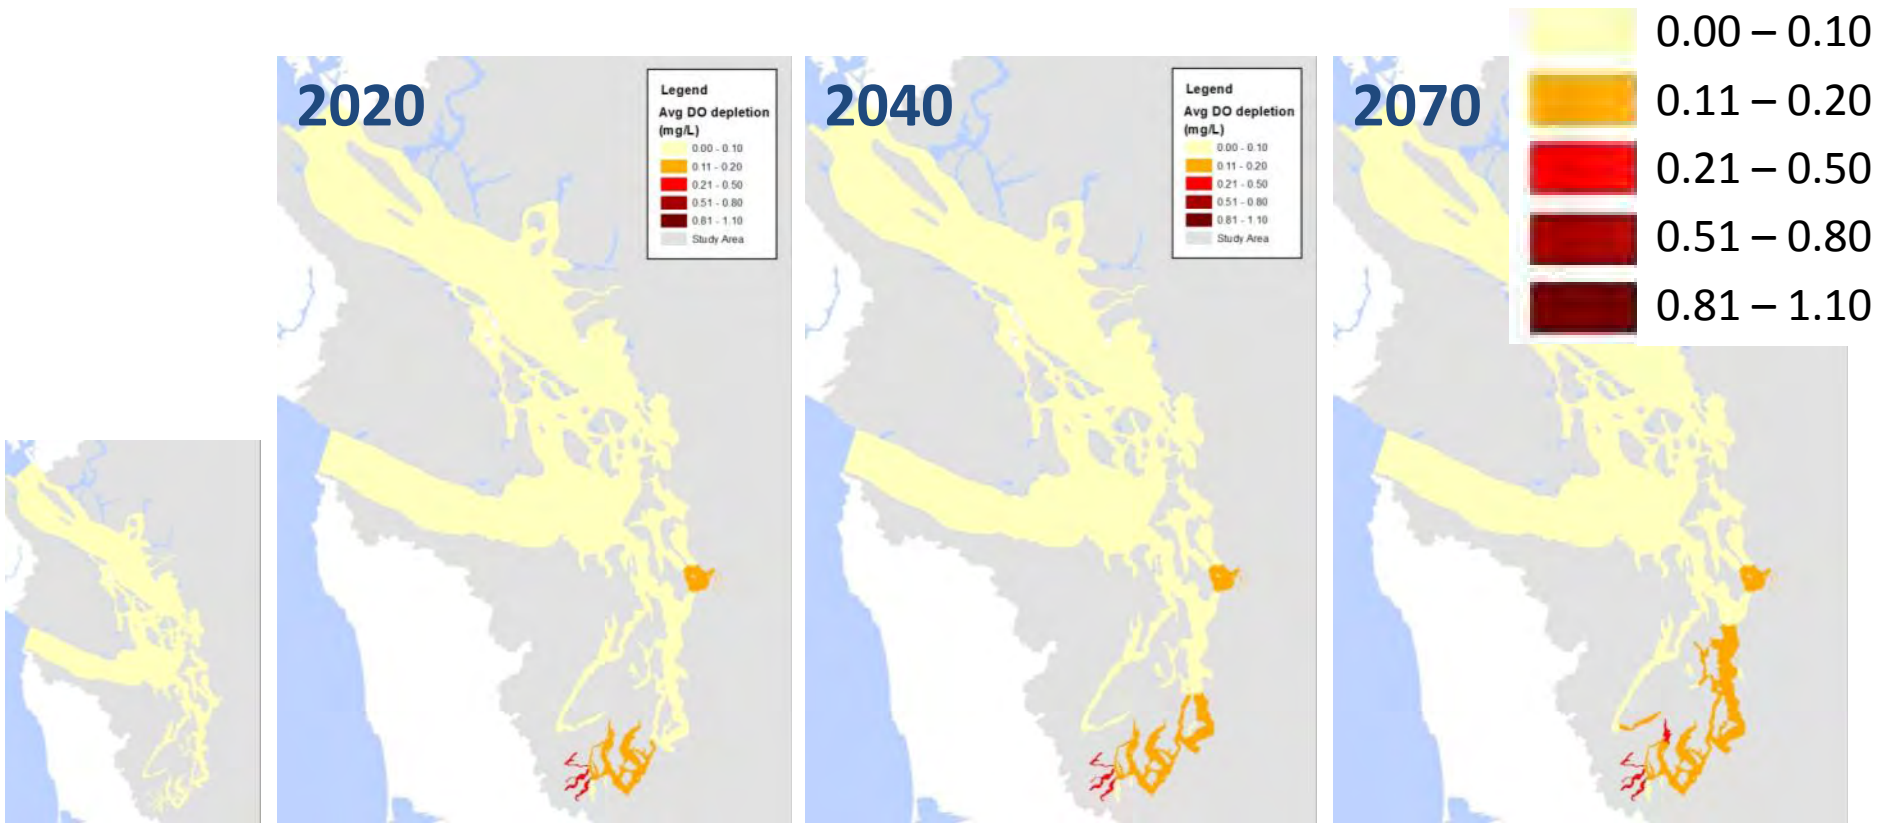 2020
Legend
Avg DO depletion
(mg/L)
0.00 - 0.10
0.11 - 0.20
0.21 - 0.50
0.51 - 0.80
0.81 - 1.10
Study Area
2040
Legend
Avg DO depletion
(mg/L)
0.00 - 0.10
0.11 - 0.20
0.21 - 0.50
0.51 - 0.80
0.81 - 1.10
Study Area
2070
0.00 – 0.10
0.11 – 0.20
0.21 – 0.50
0.51 – 0.80
0.81 – 1.10